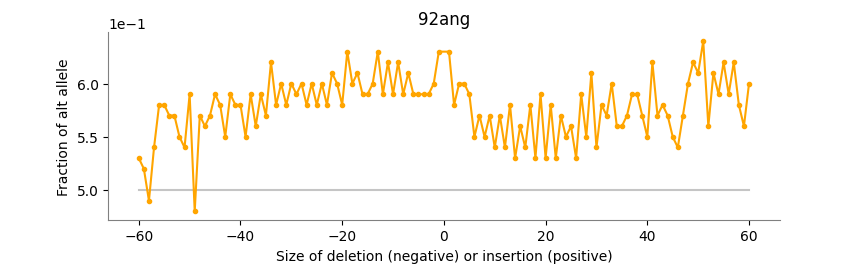 92ang
1e−1
Fraction of alt allele
6.0
5.5
5.0
−60 −40 −20 0 20 40 60
Size of deletion (negative) or insertion (positive)